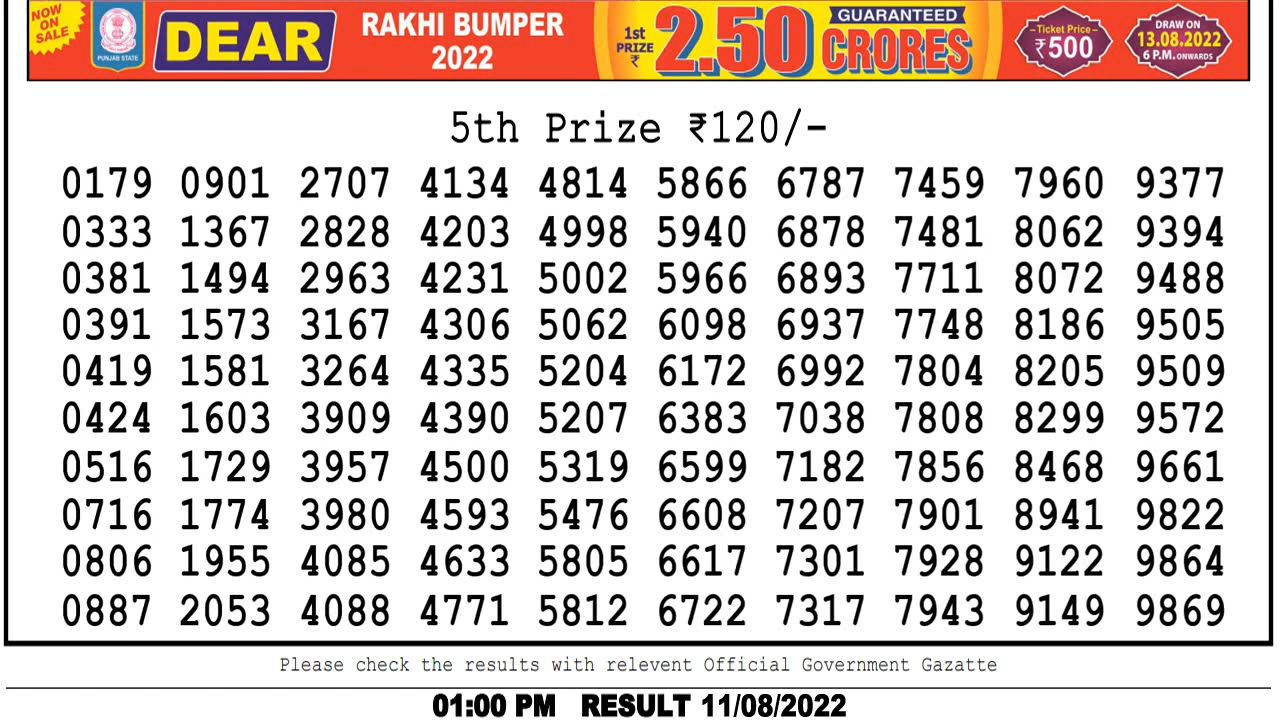 NOW
ON
SALE
PUNJAB STATE
DEAR
RAKHI BUMPER
2022
1st
PRIZE
₹
2.50
GUARANTEED
CRORES
Ticket Price
₹500
DRAW ON
13.08.2022
6 P.M. ONWARDS
5th Prize ₹120/-
0179 0901 2707 4134 4814 5866 6787 7459 7960 9377
0333 1367 2828 4203 4998 5940 6878 7481 8062 9394
0381 1494 2963 4231 5002 5966 6893 7711 8072 9488
0391 1573 3167 4306 5062 6098 6937 7748 8186 9505
0419 1581 3264 4335 5204 6172 6992 7804 8205 9509
0424 1603 3909 4390 5207 6383 7038 7808 8299 9572
0516 1729 3957 4500 5319 6599 7182 7856 8468 9661
0716 1774 3980 4593 5476 6608 7207 7901 8941 9822
0806 1955 4085 4633 5805 6617 7301 7928 9122 9864
0887 2053 4088 4771 5812 6722 7317 7943 9149 9869
Please check the results with relevent Official Government Gazatte
01:00 PM RESULT 11/08/2022